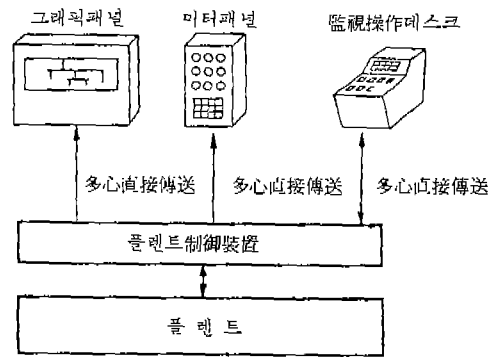 그래픽패널 미터패널 監視操作데스크
多心直接傳送 多心直接傳送 多心直接傳送
플렌트制御裝置
플 렌 트